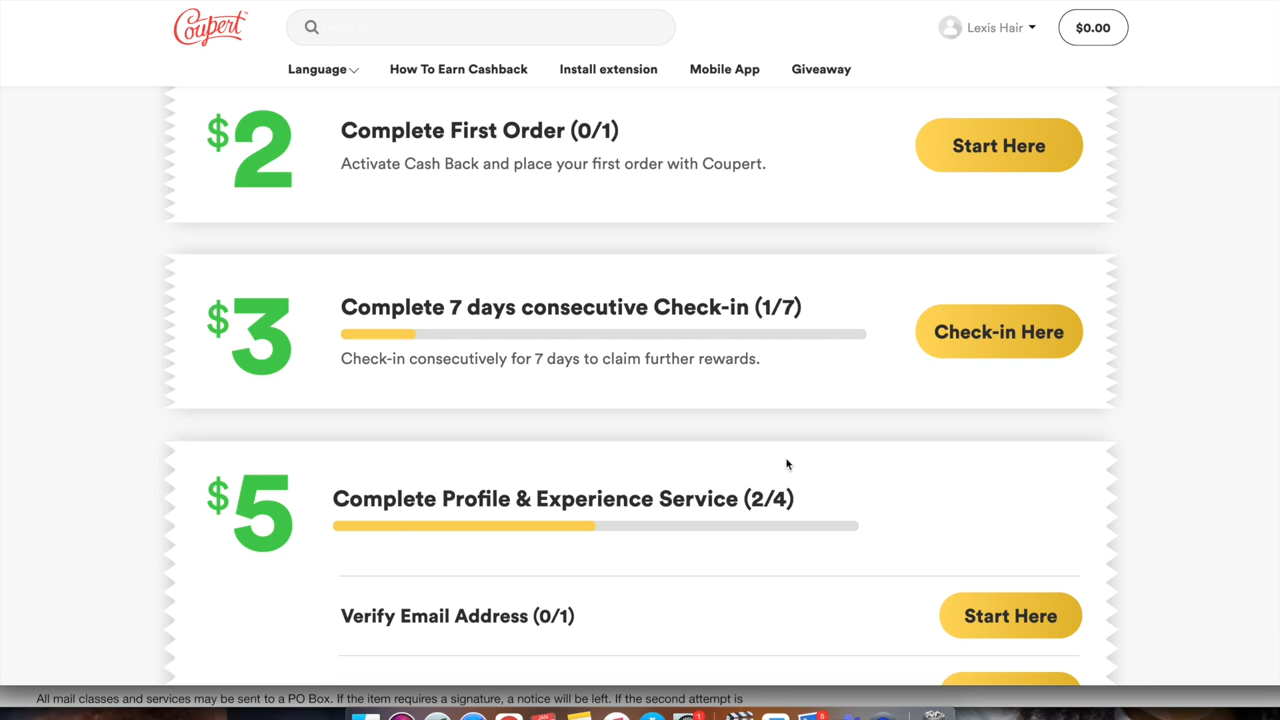 Coupert
Lexis Hair
$0.00
Language
How To Earn Cashback
Install extension
Mobile App
Giveaway
$2
Complete First Order (0/1)
Activate Cash Back and place your first order with Coupert.
Start Here
$3
Complete 7 days consecutive Check-in (1/7)
Check-in consecutively for 7 days to claim further rewards.
Check-in Here
$5
Complete Profile & Experience Service (2/4)
Verify Email Address (0/1)
Start Here
All mail classes and services may be sent to a PO Box. If the item requires a signature, a notice will be left. If the second attempt is